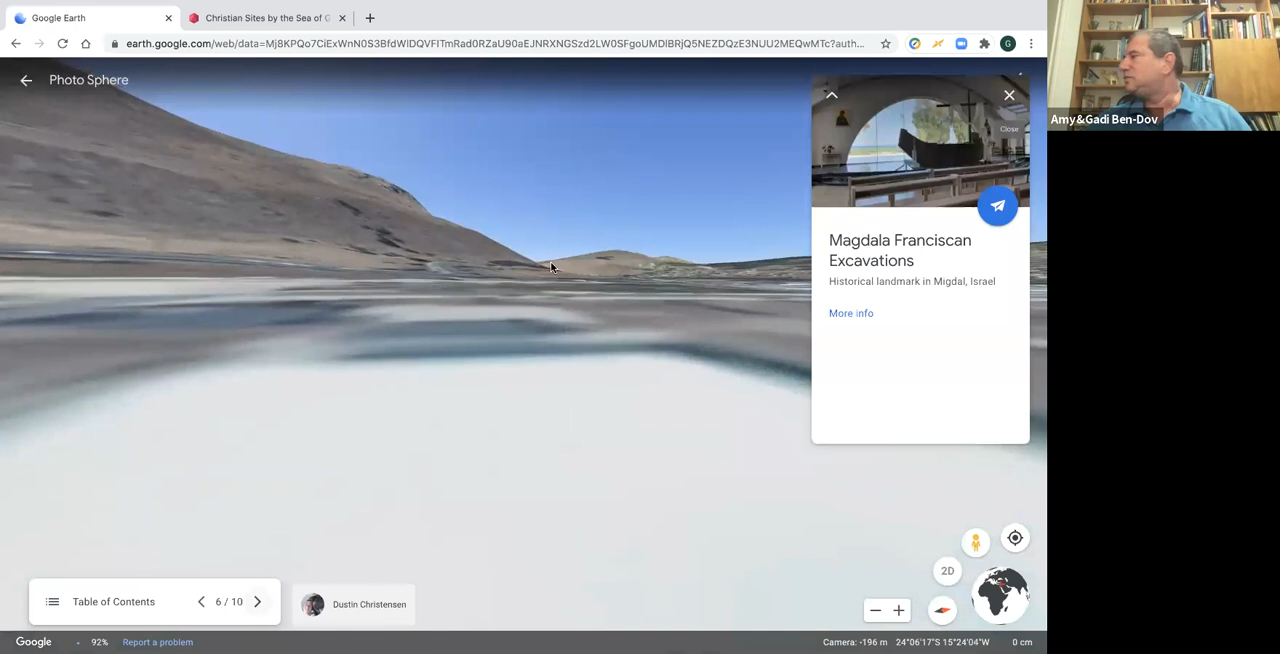 Google Earth
Christian Sites by the Sea of G
earth.google.com/web/data=Mj8KPQo7CiExWnN0S3BfdWlDQVFITmRad0RZaU90aEJNRXNGSzd2LW0SFgoUMDlBRjQ5NEZDQzE3NUU2MEQwMTc?auth...
G
Photo Sphere
Amy&Gadi Ben-Dov
Close
Magdala Franciscan
Excavations
Historical landmark in Migdal, Israel
More info
2D
Table of Contents
6 / 10
Dustin Christensen
Google
92%
Report a problem
Camera: -196 m 24°06'17"S 15°24'04"W 0 cm